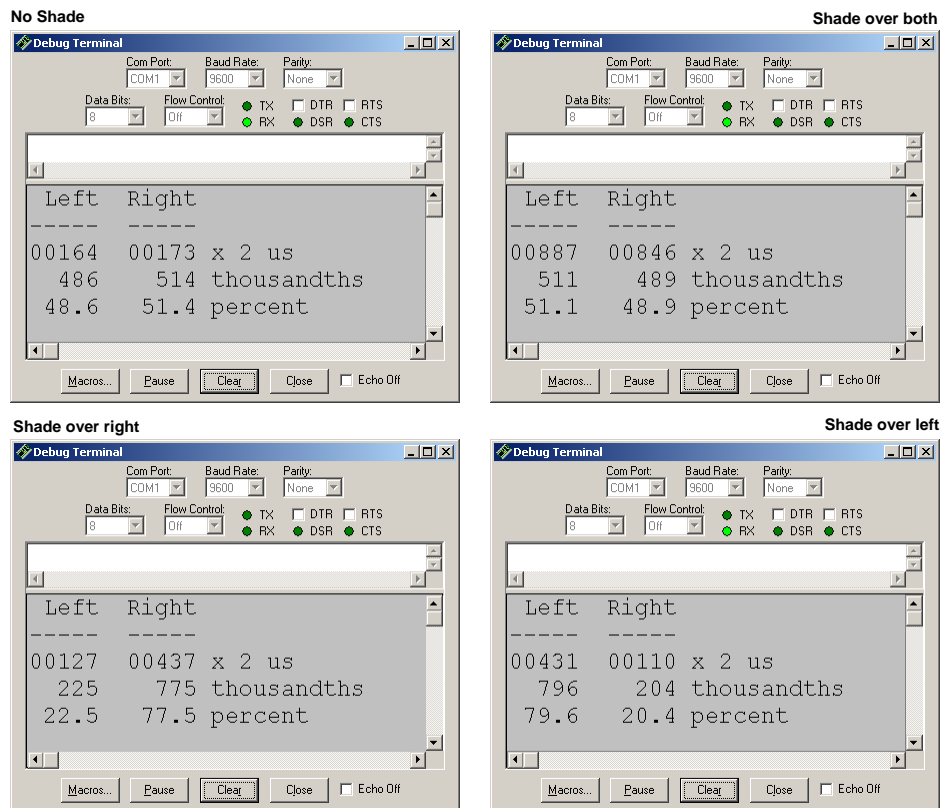 No Shade
Debug Terminal
Com Port: Baud Rate: Parity:
COM1 9600 None
Data Bits: Flow Control: TX DTR RTS
8 Off RX DSR CTS
Left Right
----- -----
00164 00173 x 2 us
486 514 thousandths
48.6 51.4 percent
Macros... Pause Clear Close Echo Off
Shade over both
Debug Terminal
Com Port: Baud Rate: Parity:
COM1 9600 None
Data Bits: Flow Control: TX DTR RTS
8 Off RX DSR CTS
Left Right
----- -----
00887 00846 x 2 us
511 489 thousandths
51.1 48.9 percent
Macros... Pause Clear Close Echo Off
Shade over right
Debug Terminal
Com Port: Baud Rate: Parity:
COM1 9600 None
Data Bits: Flow Control: TX DTR RTS
8 Off RX DSR CTS
Left Right
----- -----
00127 00437 x 2 us
225 775 thousandths
22.5 77.5 percent
Macros... Pause Clear Close Echo Off
Shade over left
Debug Terminal
Com Port: Baud Rate: Parity:
COM1 9600 None
Data Bits: Flow Control: TX DTR RTS
8 Off RX DSR CTS
Left Right
----- -----
00431 00110 x 2 us
796 204 thousandths
79.6 20.4 percent
Macros... Pause Clear Close Echo Off